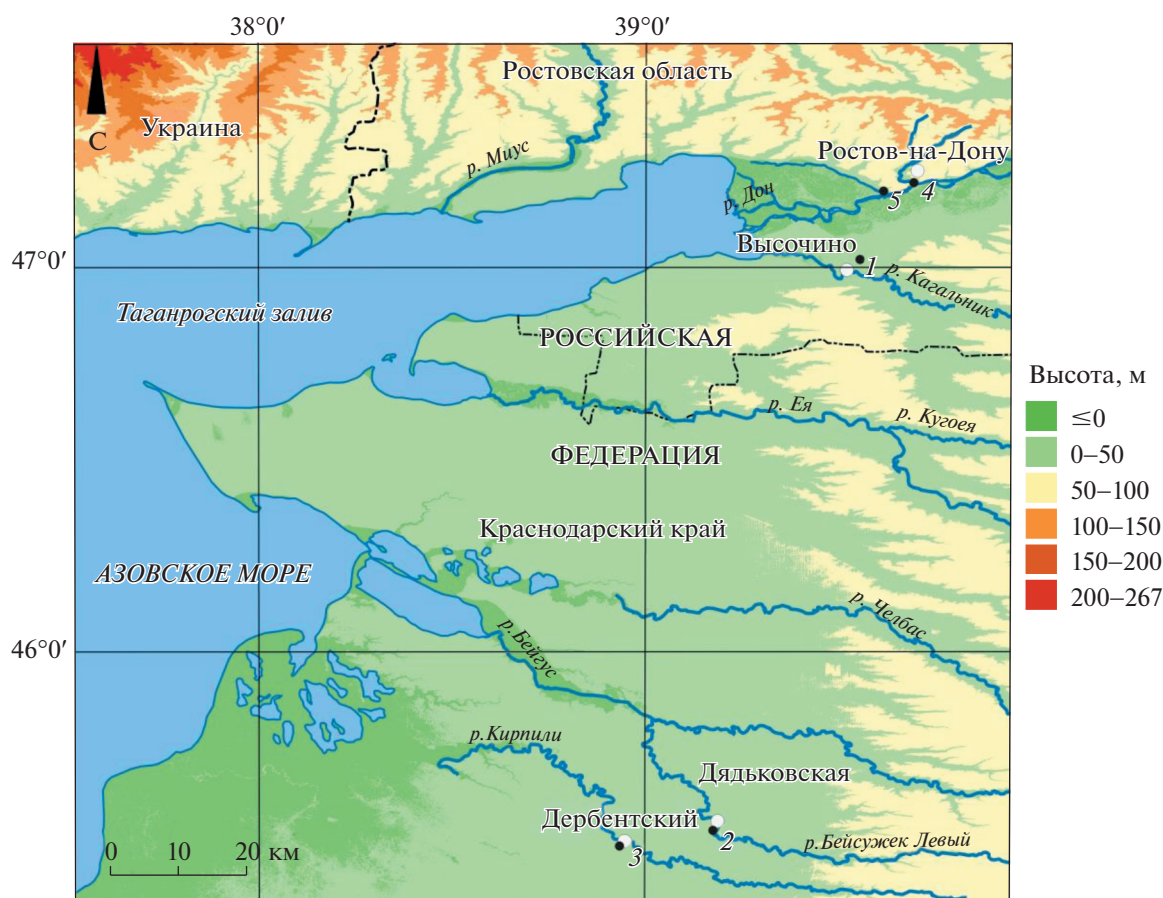 38°0′
39°0′
Ростовская область
Украина
С
р. Миус
Ростов-на-Дону
4
5
р. Дон
Высочино
47°0′
1
р. Кагальник
Таганрогский залив
РОССИЙСКАЯ
Высота, м
≤0
0–50
50–100
100–150
150–200
200–267
р. Ея
р. Кугоея
ФЕДЕРАЦИЯ
Краснодарский край
АЗОВСКОЕ МОРЕ
р. Челбас
46°0′
р.Бейгус
р.Кирпили
Дядьковская
Дербентский
2
р.Бейсужек Левый
3
0 10 20 км